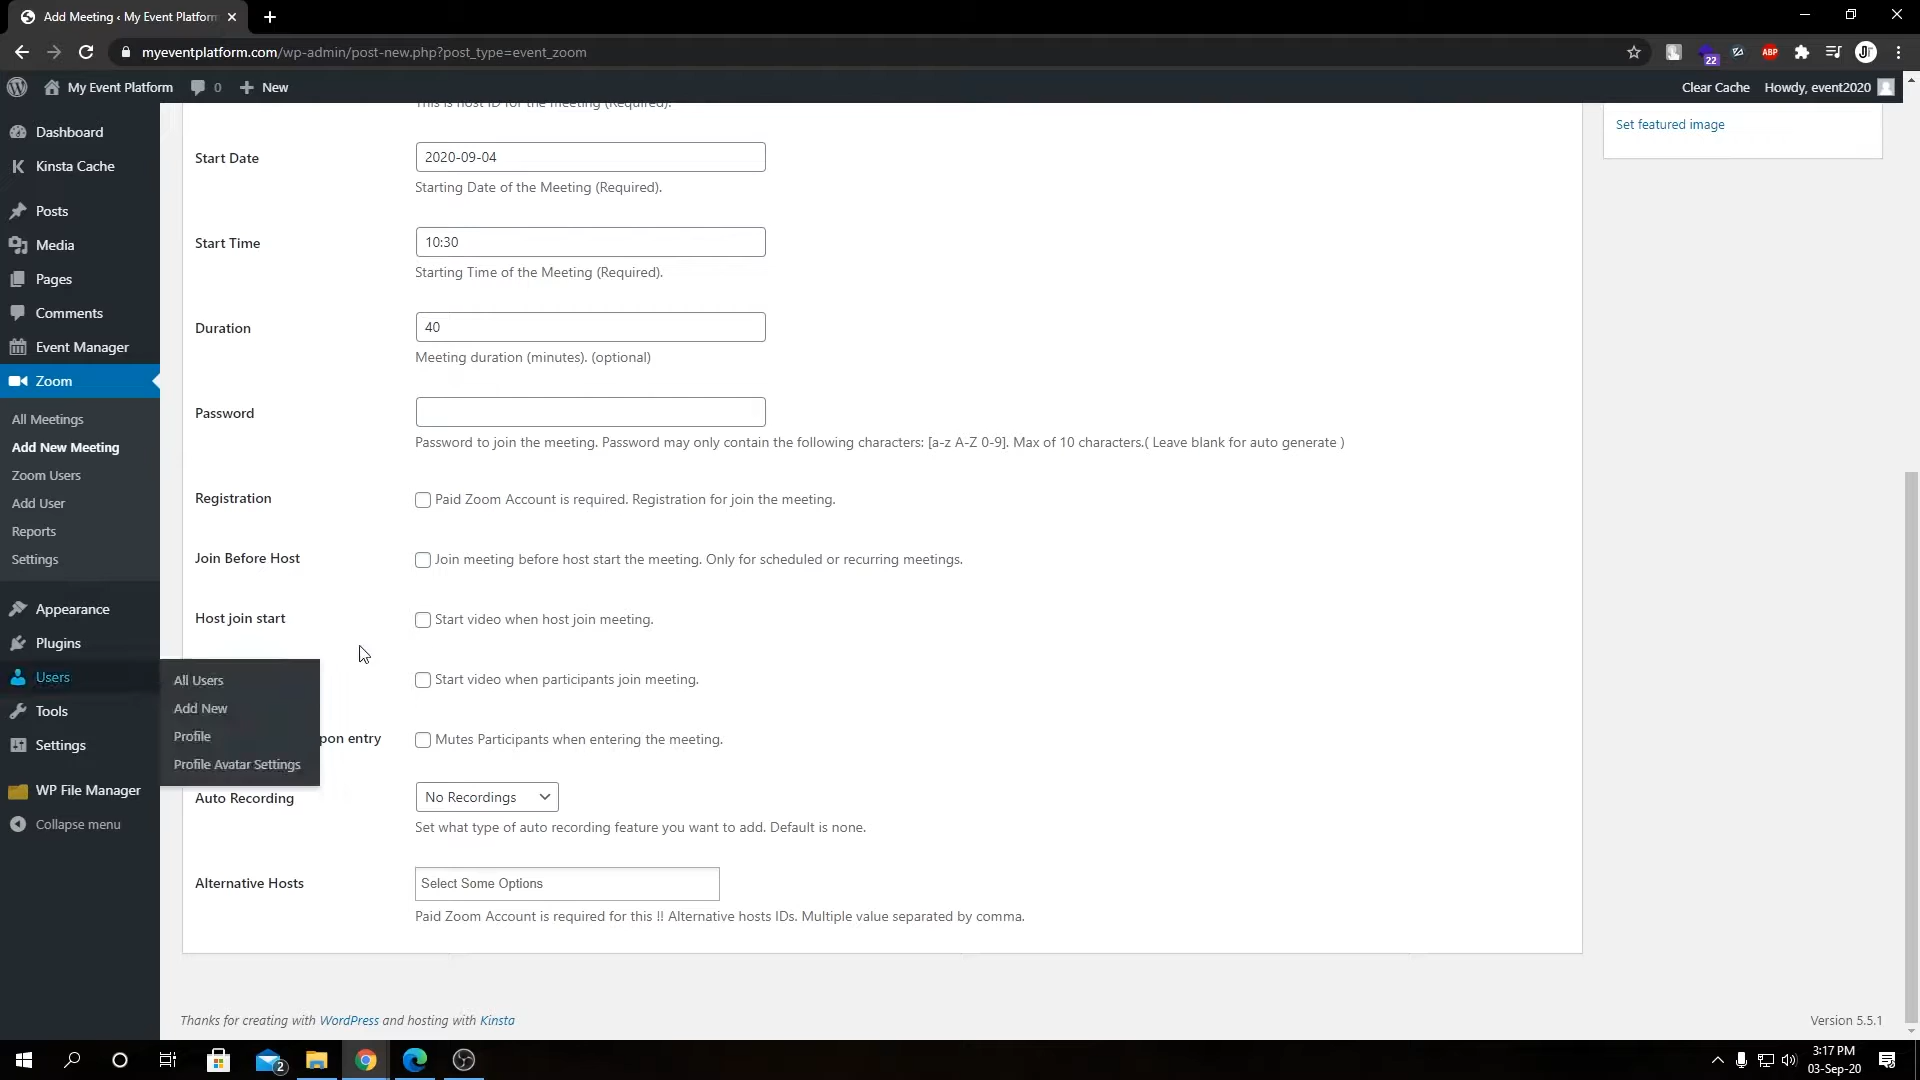 Add Meeting ‹ My Event Platform
myeventplatform.com/wp-admin/post-new.php?post_type=event_zoom
22
ABP
My Event Platform
0
New
Clear Cache
Howdy, event2020
Dashboard
Kinsta Cache
Posts
Media
Pages
Comments
Event Manager
Zoom
All Meetings
Add New Meeting
Zoom Users
Add User
Reports
Settings
Appearance
Plugins
Users
Tools
Settings
WP File Manager
Collapse menu
All Users
Add New
Profile
Profile Avatar Settings
This is host ID for the meeting (Required).
Start Date
2020-09-04
Starting Date of the Meeting (Required).
Start Time
10:30
Starting Time of the Meeting (Required).
Duration
40
Meeting duration (minutes). (optional)
Password
Password to join the meeting. Password may only contain the following characters: [a-z A-Z 0-9]. Max of 10 characters.( Leave blank for auto generate )
Registration
Paid Zoom Account is required. Registration for join the meeting.
Join Before Host
Join meeting before host start the meeting. Only for scheduled or recurring meetings.
Host join start
Start video when host join meeting.
Start video when participants join meeting.
pon entry
Mutes Participants when entering the meeting.
Auto Recording
No Recordings
Set what type of auto recording feature you want to add. Default is none.
Alternative Hosts
Select Some Options
Paid Zoom Account is required for this !! Alternative hosts IDs. Multiple value separated by comma.
Set featured image
Thanks for creating with WordPress and hosting with Kinsta
Version 5.5.1
2
3:17 PM
03-Sep-20